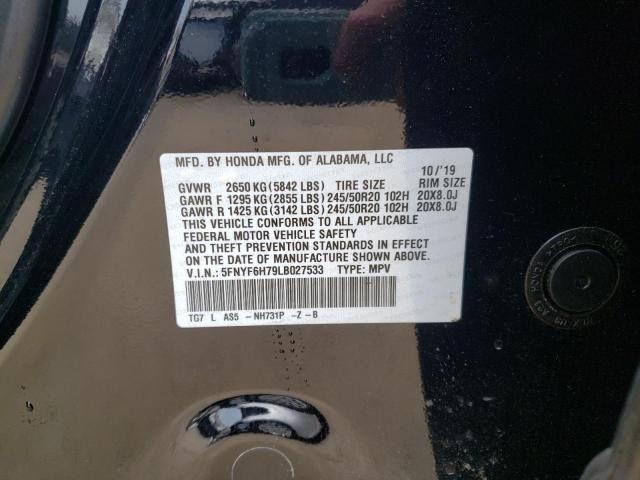 MFD. BY HONDA MFG. OF ALABAMA, LLC 10/'19
GVWR 2650 KG (5842 LBS) TIRE SIZE RIM SIZE
GAWR F 1295 KG (2855 LBS) 245/50R20 102H 20X8.0J
GAWR R 1425 KG (3142 LBS) 245/50R20 102H 20X8.0J
THIS VEHICLE CONFORMS TO ALL APPLICABLE
FEDERAL MOTOR VEHICLE SAFETY
AND THEFT PREVENTION STANDARDS IN EFFECT
ON THE DATE OF MANUFACTURE SHOWN ABOVE.
V.I.N.: 5FNYF6H79LB027533 TYPE: MPV
TG7 L AS5 -NH731P -Z -B